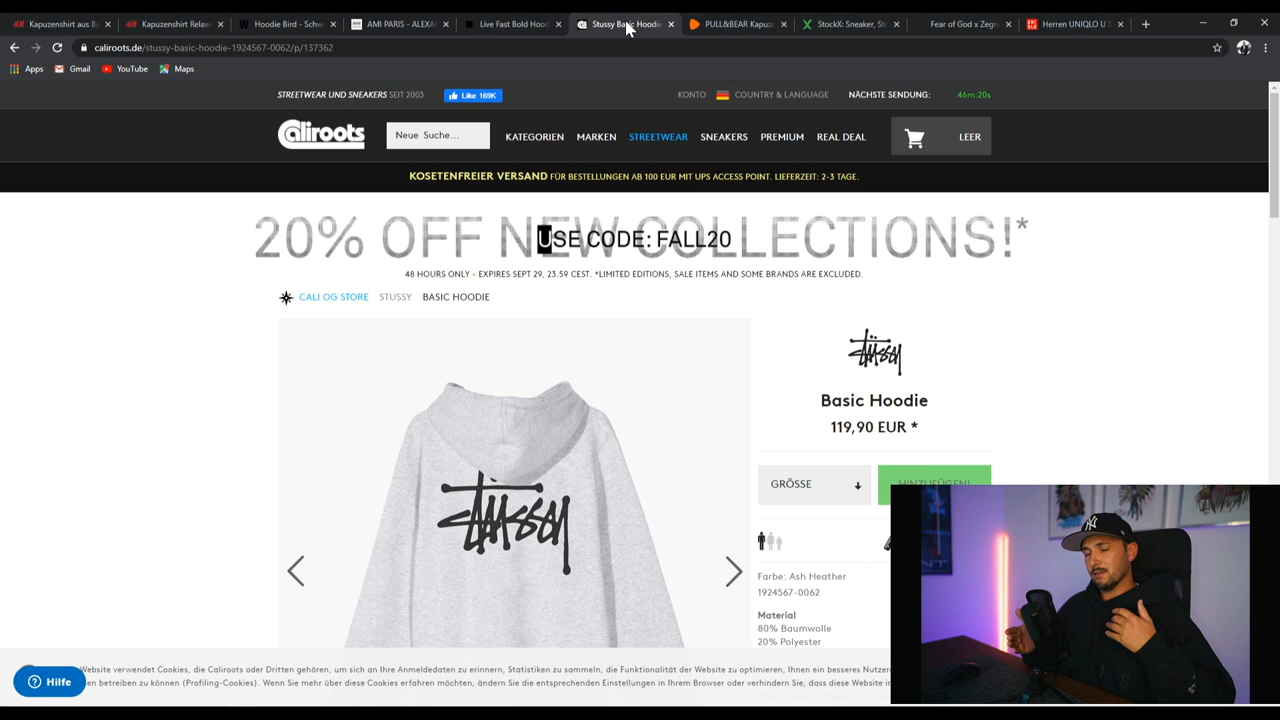 Kapuzenshirt aus B
Kapuzenshirt Relax
Hoodie Bird - Schw
AMI PARIS - ALEXA
Live Fast Bold Hood
Stussy Basic Hoodie
PULL&BEAR Kapuz
StockX: Sneaker, St
Fear of God x Zegn
Herren UNIQLO U S
caliroots.de/stussy-basic-hoodie-1924567-0062/p/137362
Apps Gmail YouTube Maps
STREETWEAR UND SNEAKERS SEIT 2003 Like 169K KONTO COUNTRY & LANGUAGE NÄCHSTE SENDUNG: 46m:20s
Caliroots Neue Suche... KATEGORIEN MARKEN STREETWEAR SNEAKERS PREMIUM REAL DEAL LEER
KOSETENFREIER VERSAND FÜR BESTELLUNGEN AB 100 EUR MIT UPS ACCESS POINT. LIEFERZEIT: 2-3 TAGE.
20% OFF NEW COLLECTIONS!*
USE CODE: FALL20
48 HOURS ONLY - EXPIRES SEPT 29, 23.59 CEST. *LIMITED EDITIONS, SALE ITEMS AND SOME BRANDS ARE EXCLUDED.
CALI OG STORE STUSSY BASIC HOODIE
Stüssy
Basic Hoodie
119,90 EUR *
GRÖSSE HINZUFÜGEN!
Stüssy
Farbe: Ash Heather
1924567-0062
Material
80% Baumwolle
20% Polyester
Website verwendet Cookies, die Caliroots oder Dritten gehören, um sich an Ihre Anmeldedaten zu erinnern, Statistiken zu sammeln, die Funktionalität der Website zu optimieren, Ihnen ein besseres
betreiben zu können (Profiling-Cookies). Wenn Sie mehr über diese Cookies erfahren möchten, ändern Sie die entsprechenden Einstellungen in Ihrem Browser oder verhindern Sie, dass diese Website
Hilfe
NY